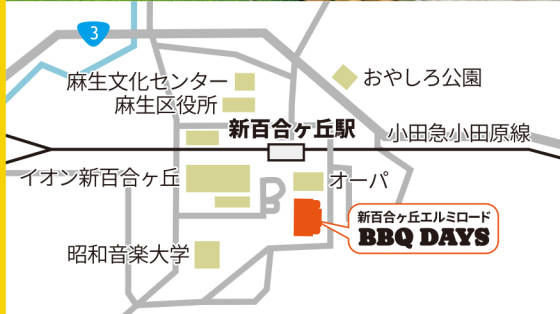 3
麻生文化センター
おやしろ公園
麻生区役所
新百合ヶ丘駅
小田急小田原線
イオン新百合ヶ丘
オーパ
新百合ヶ丘エルミロード
BBQ DAYS
昭和音楽大学